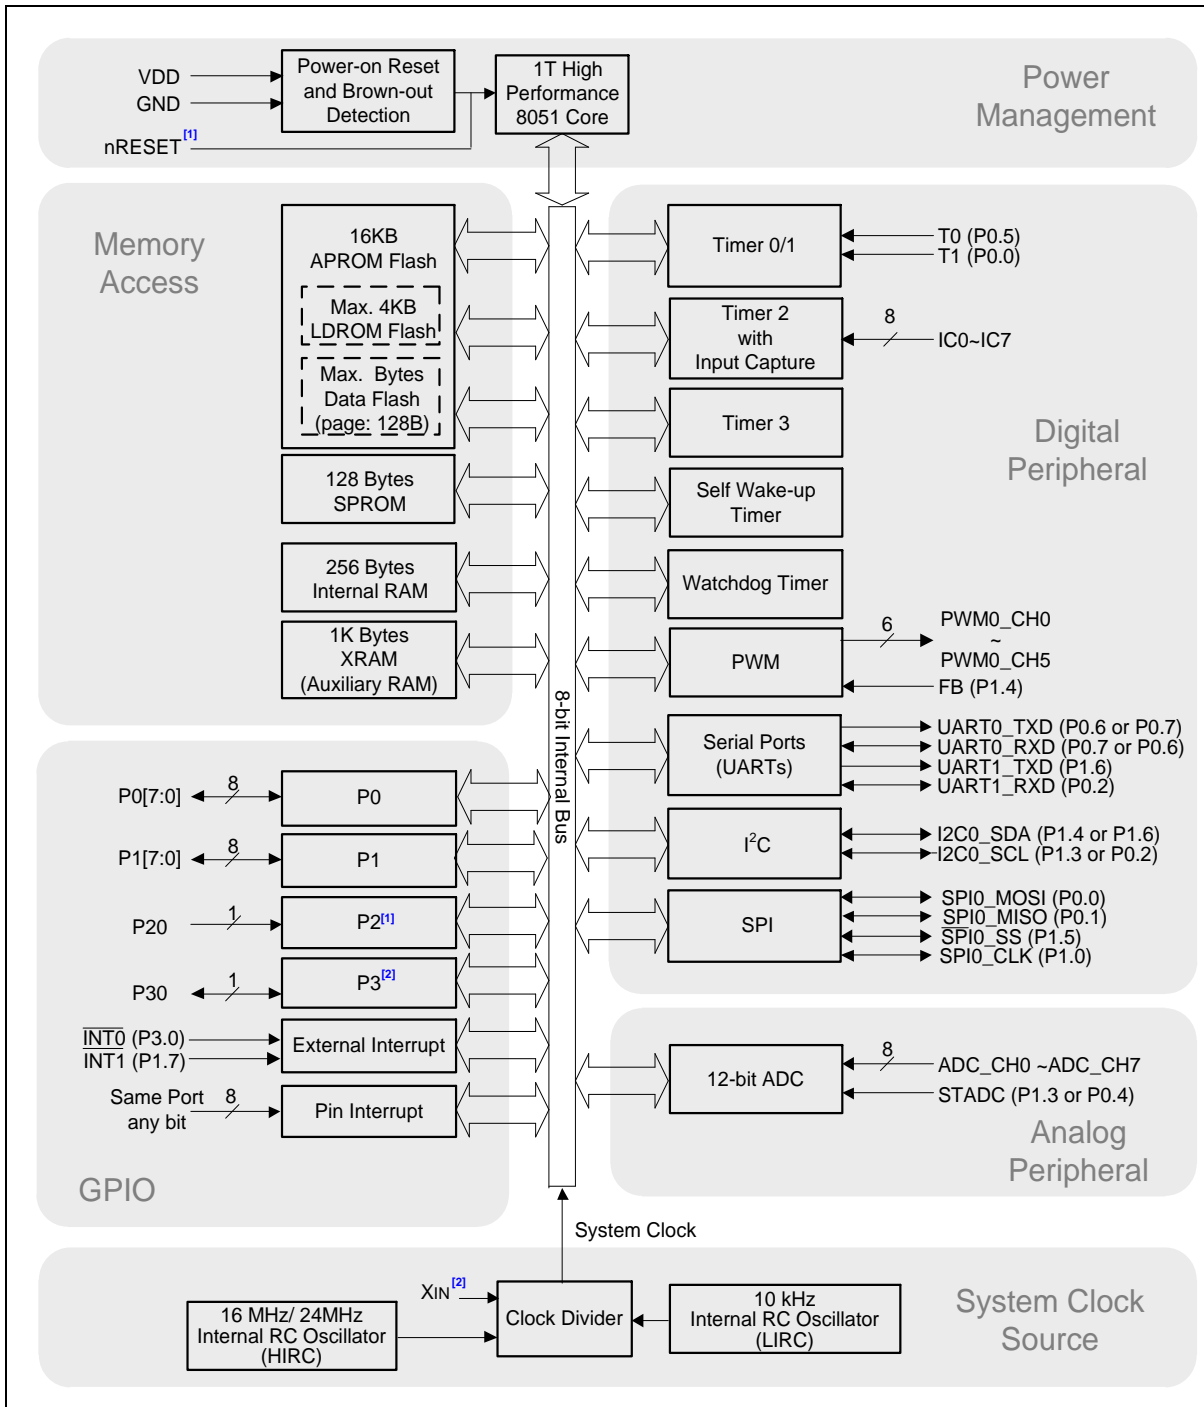 Power Management
VDD
GND
nRESET[1]
Power-on Reset
and Brown-out
Detection
1T High
Performance
8051 Core
Memory
Access
16KB
APROM Flash
Max. 4KB
LDROM Flash
Max. Bytes
Data Flash
(page: 128B)
128 Bytes
SPROM
256 Bytes
Internal RAM
1K Bytes
XRAM
(Auxiliary RAM)
8-bit Internal Bus
Digital
Peripheral
Timer 0/1
T0 (P0.5)
T1 (P0.0)
Timer 2
with
Input Capture
8
IC0~IC7
Timer 3
Self Wake-up
Timer
Watchdog Timer
PWM
6
PWM0_CH0
~
PWM0_CH5
FB (P1.4)
Serial Ports
(UARTs)
UART0_TXD (P0.6 or P0.7)
UART0_RXD (P0.7 or P0.6)
UART1_TXD (P1.6)
UART1_RXD (P0.2)
I2C
I2C0_SDA (P1.4 or P1.6)
I2C0_SCL (P1.3 or P0.2)
SPI
SPI0_MOSI (P0.0)
SPI0_MISO (P0.1)
SPI0_SS (P1.5)
SPI0_CLK (P1.0)
P0[7:0]
8
P0
P1[7:0]
8
P1
P20
1
P2[1]
P30
1
P3[2]
INT0 (P3.0)
INT1 (P1.7)
External Interrupt
Same Port
any bit
8
Pin Interrupt
GPIO
12-bit ADC
8
ADC_CH0 ~ADC_CH7
STADC (P1.3 or P0.4)
Analog
Peripheral
System Clock
XIN[2]
16 MHz/ 24MHz
Internal RC Oscillator
(HIRC)
Clock Divider
10 kHz
Internal RC Oscillator
(LIRC)
System Clock
Source